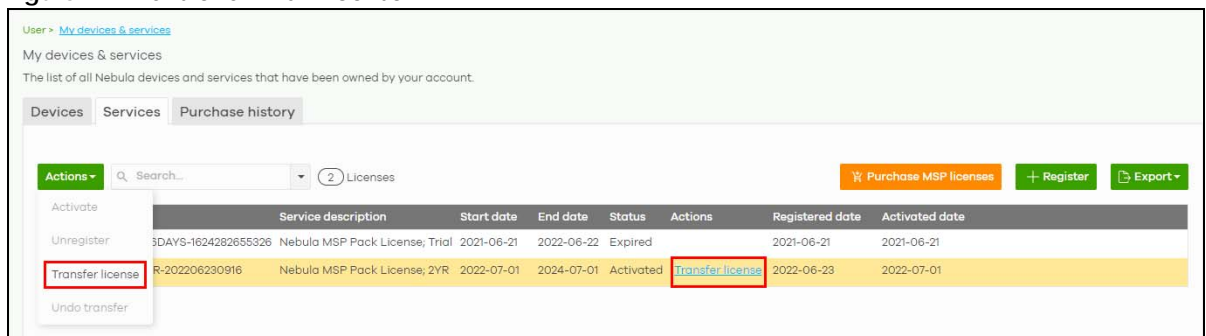 User > My devices & services
My devices & services
The list of all Nebula devices and services that have been owned by your account.
Devices Services Purchase history
Actions Search... 2 Licenses Purchase MSP licenses + Register Export
Activate Service description Start date End date Status Actions Registered date Activated date
Unregister DAYS-1624282655326 Nebula MSP Pack License; Trial 2021-06-21 2022-06-22 Expired 2021-06-21 2021-06-21
Transfer license R-202206230916 Nebula MSP Pack License; 2YR 2022-07-01 2024-07-01 Activated Transfer license 2022-06-23 2022-07-01
Undo transfer